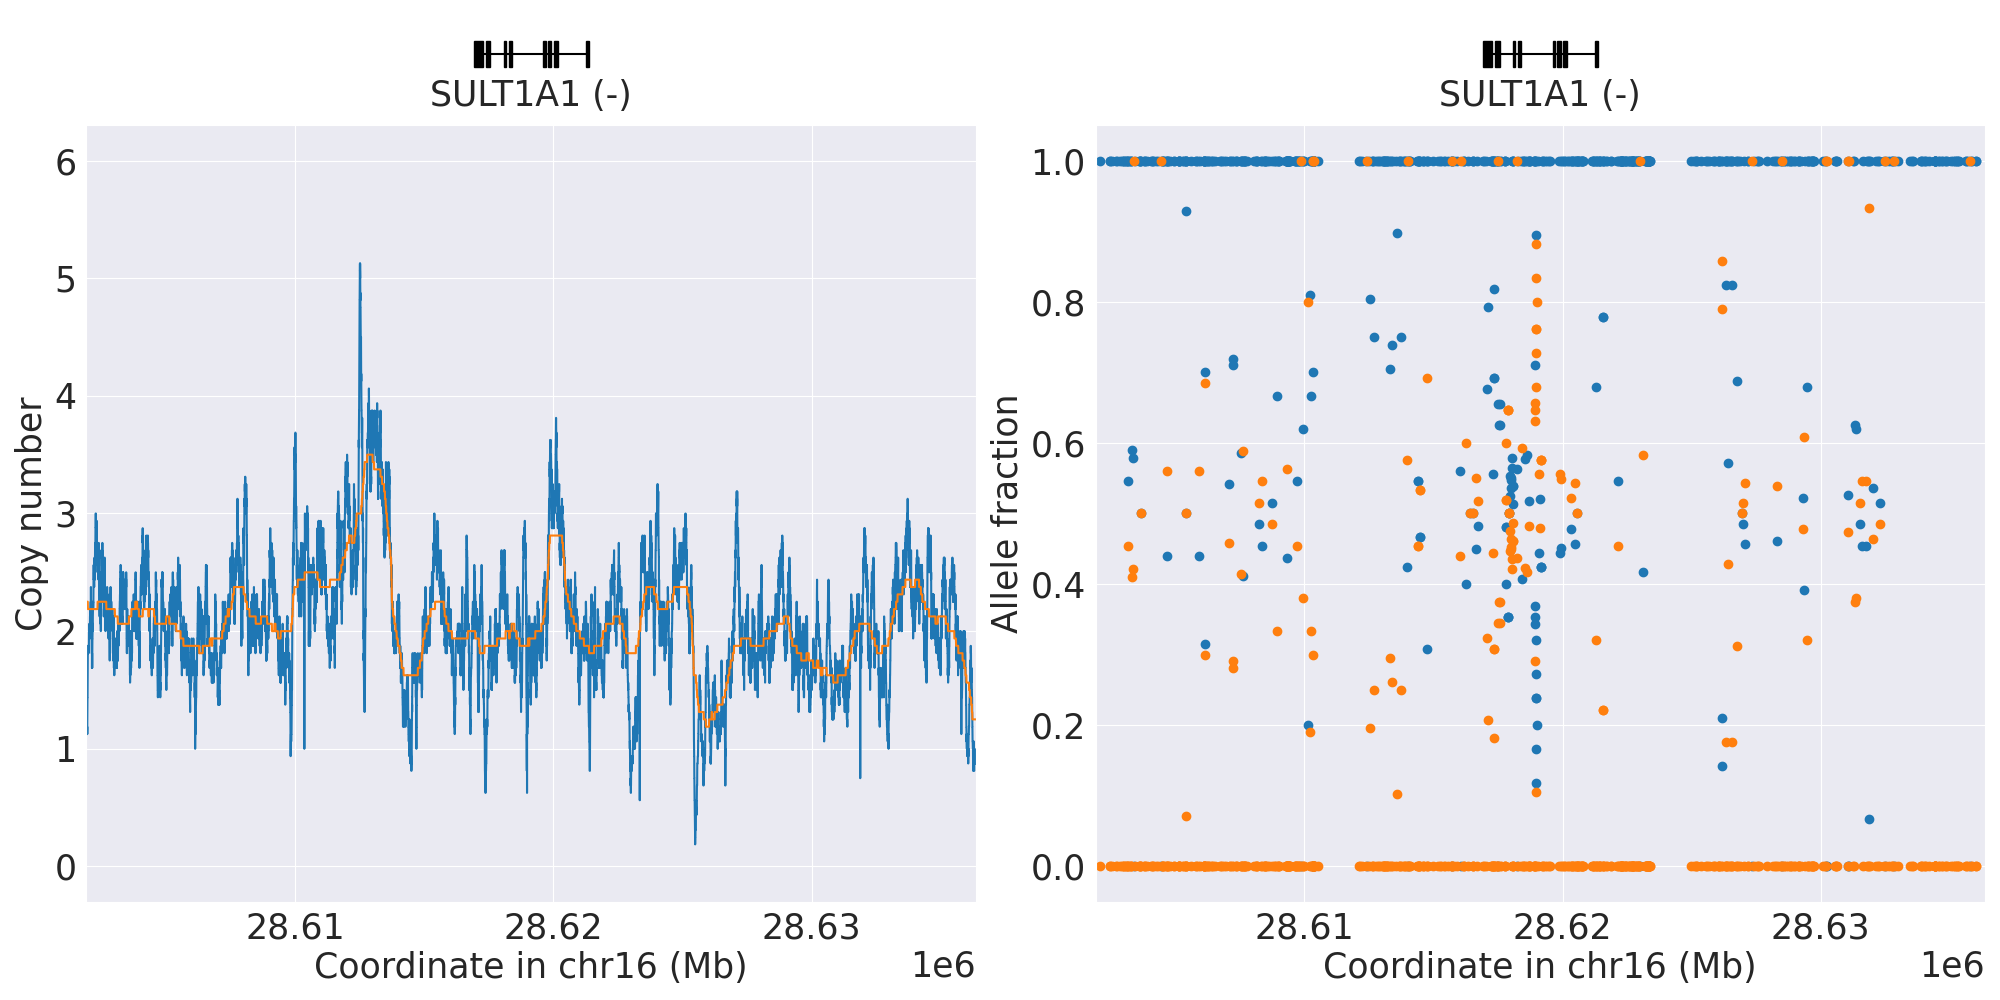 SULT1A1 (-)
Copy number
6
5
4
3
2
1
0
28.61
28.62
28.63
Coordinate in chr16 (Mb)
1e6
SULT1A1 (-)
Allele fraction
1.0
0.8
0.6
0.4
0.2
0.0
28.61
28.62
28.63
Coordinate in chr16 (Mb)
1e6